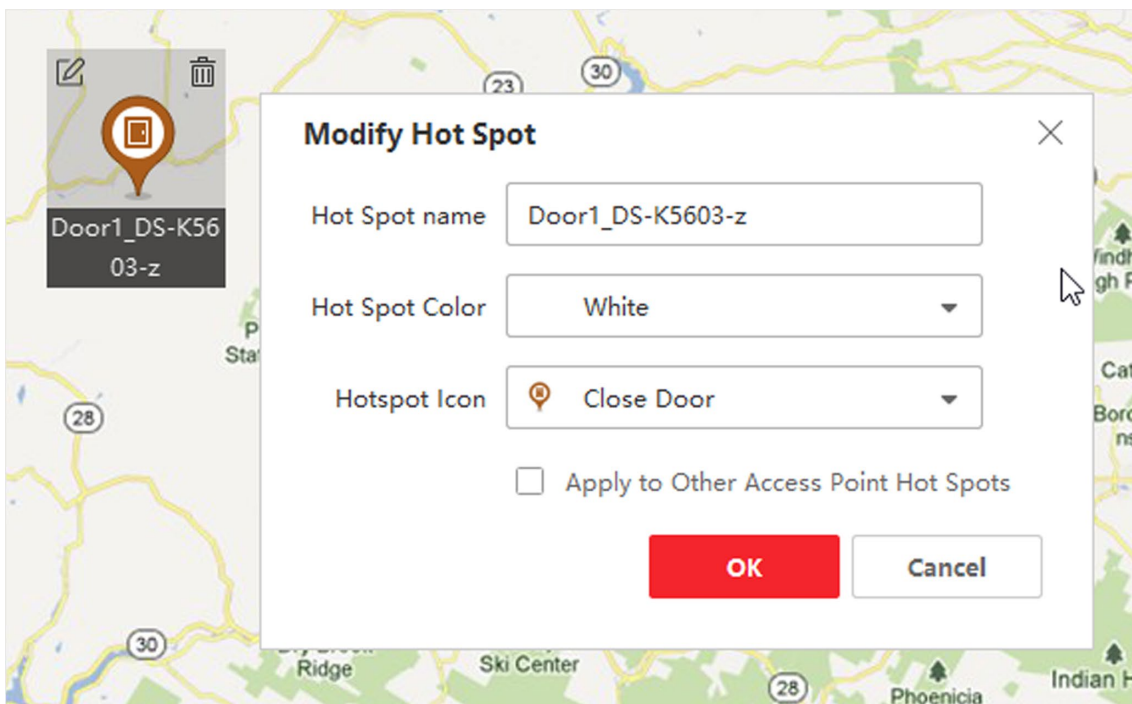 23
30
Door1_DS-K56
03-z
Modify Hot Spot
Hot Spot name
Door1_DS-K5603-z
Hot Spot Color
White
Hotspot Icon
Close Door
Apply to Other Access Point Hot Spots
OK
Cancel
28
30
Ridge
Ski Center
28
Phoenicia
Indian H